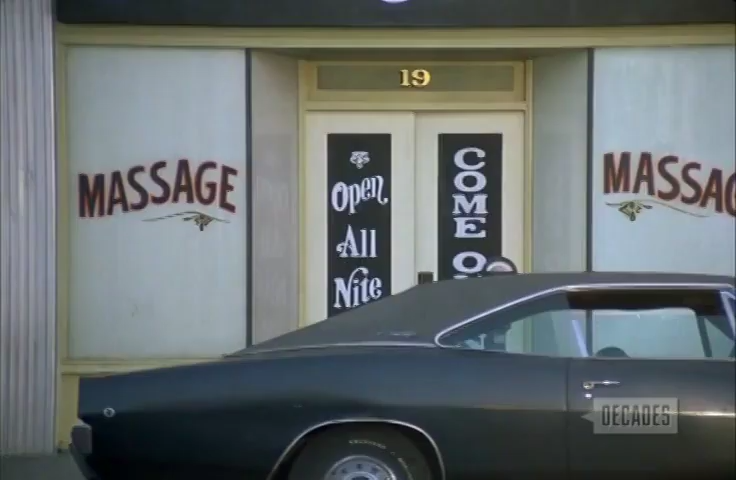 19
MASSAGE
Open
All
Nite
COME O
MASSAG
DECADES